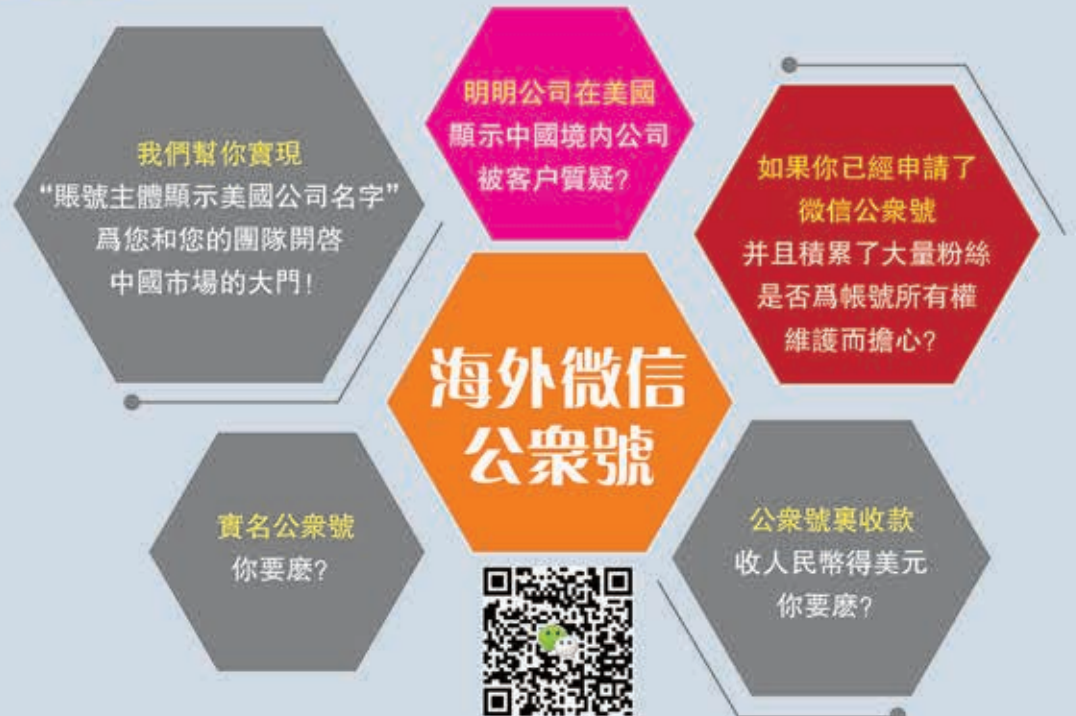 我們幫你實現
“賬號主體顯示美國公司名字”
爲您和您的團隊開啓
中國市場的大門！
明明公司在美國
顯示中國境内公司
被客户質疑？
如果你已經申請了
微信公衆號
并且積累了大量粉絲
是否爲帳號所有權
維護而擔心？
海外微信
公衆號
實名公衆號
你要麽？
公衆號裏收款
收人民幣得美元
你要麽？